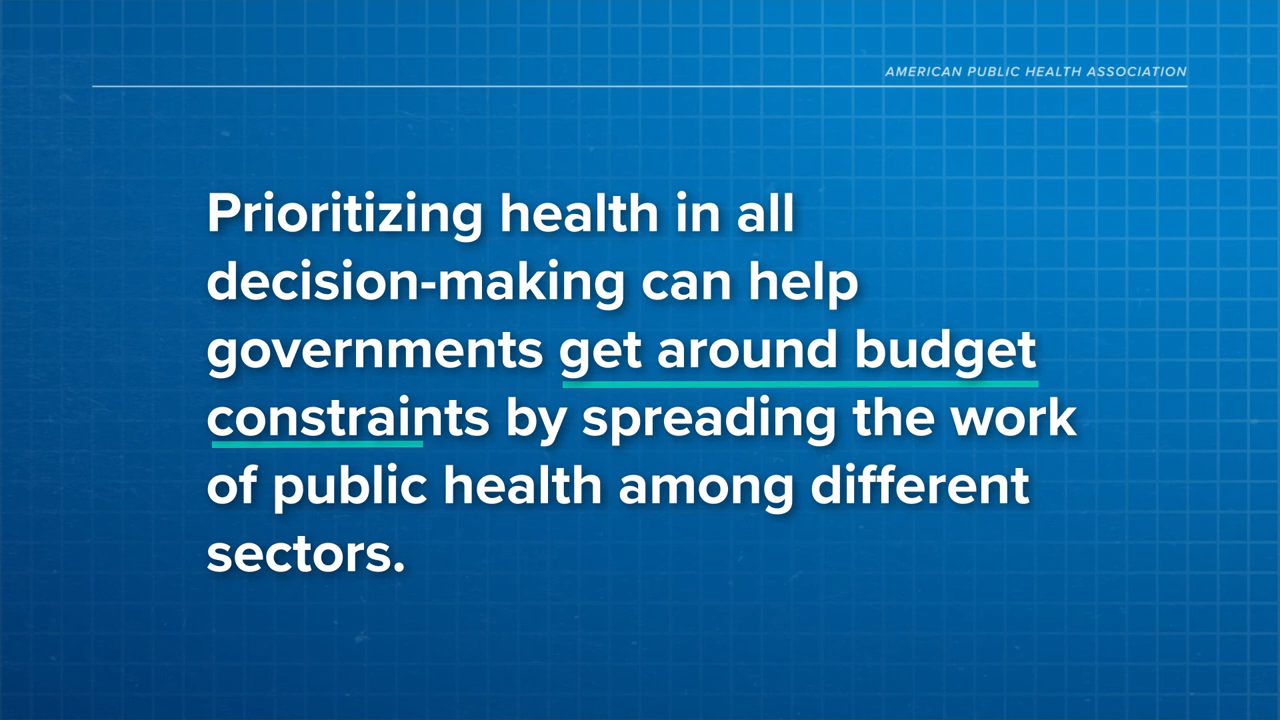 AMERICAN PUBLIC HEALTH ASSOCIATION
Prioritizing health in all
decision-making can help
governments get around budget
constraints by spreading the work
of public health among different
sectors.